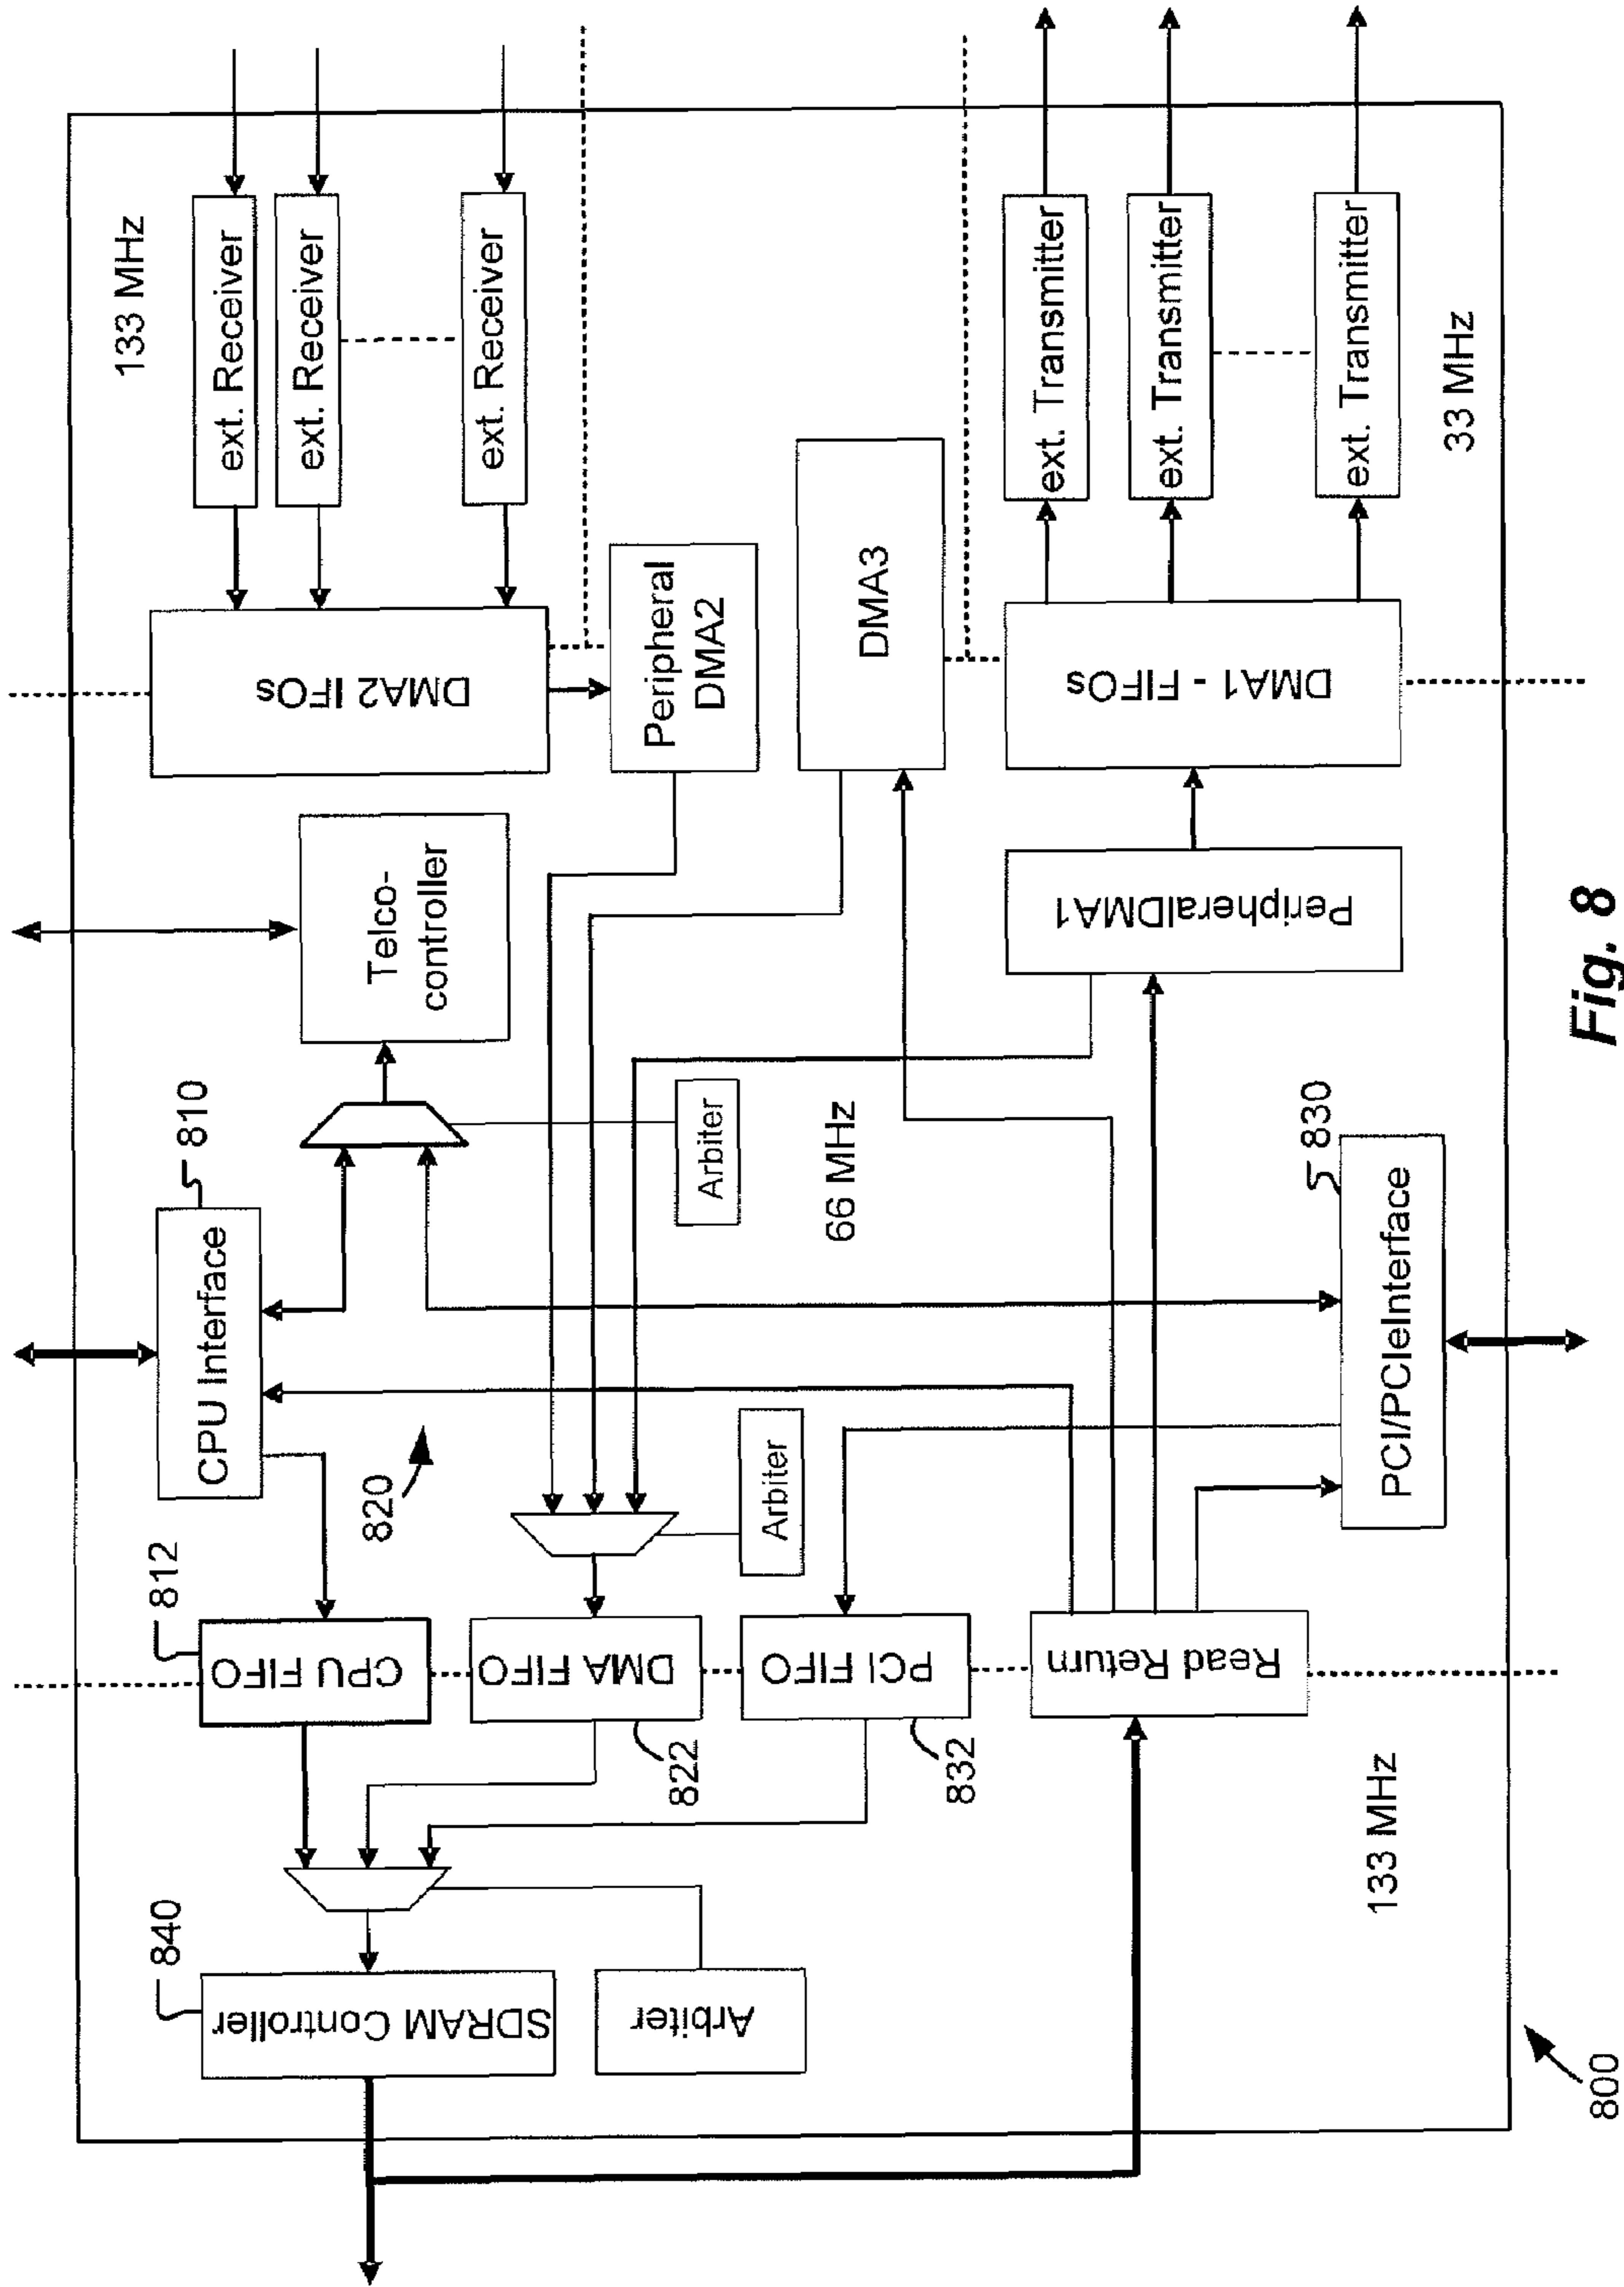 133 MHz
ext. Receiver
ext. Receiver
ext. Receiver
DMA2 IFOs
Peripheral
DMA2
DMA3
ext. Transmitter
ext. Transmitter
ext. Transmitter
33 MHz
DMA1 - FIFOs
PeripheralDMA1
Telco-
controller
810
CPU Interface
Arbiter
66 MHz
830
PCI/PCIeInterface
820
Arbiter
812
CPU FIFO
DMA FIFO
822
PCI FIFO
832
Read Return
133 MHz
840
SDRAM Controller
Arbiter
800
Fig. 8